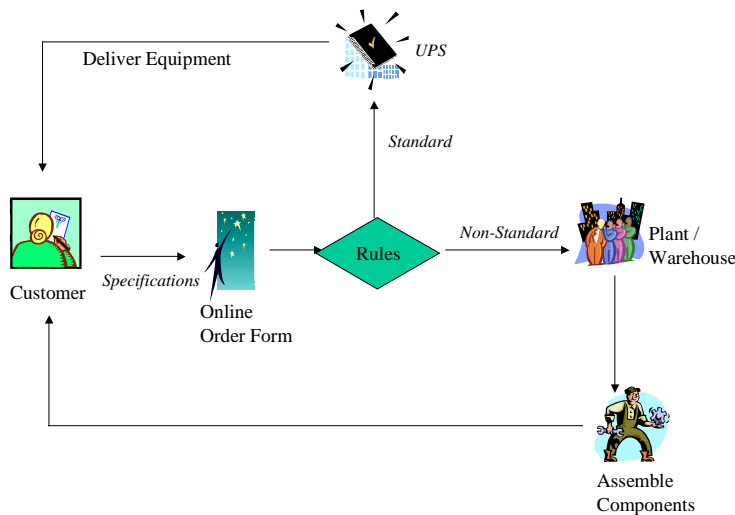 UPS
Deliver Equipment
Standard
Non-Standard
Plant /
Warehouse
Rules
Specifications
Customer
Online
Order Form
Assemble
Components